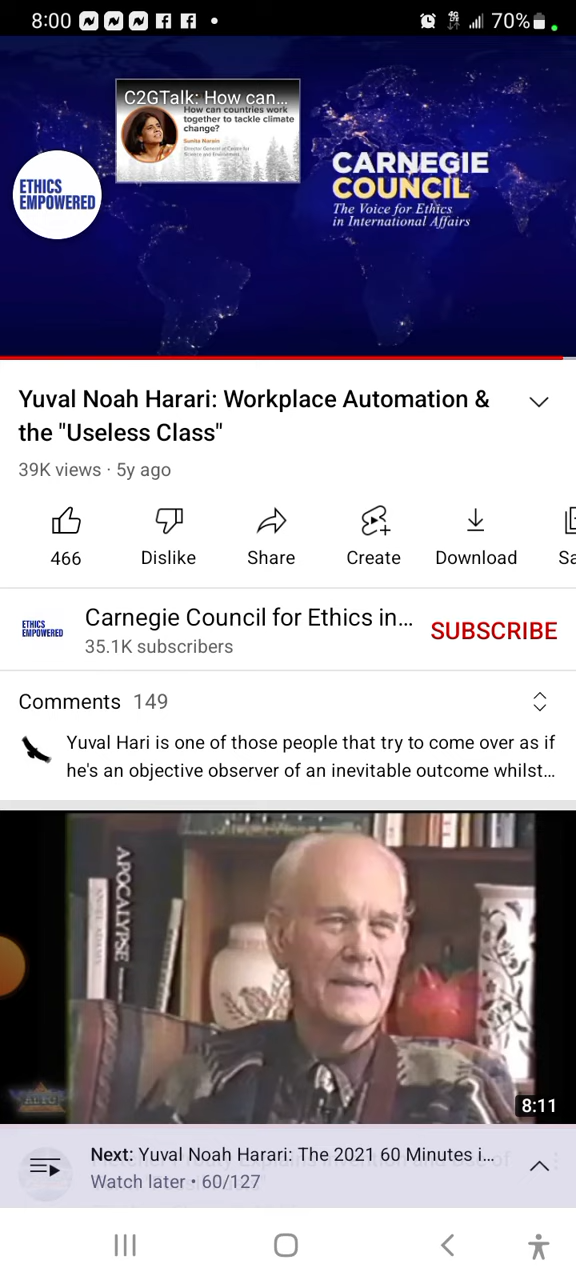 8:00
70%
C2GTalk: How can...
How can countries work
together to tackle climate
change?
Sunita Narain
ETHICS
EMPOWERED
CARNEGIE
COUNCIL
The Voice for Ethics
in International Affairs
Yuval Noah Harari: Workplace Automation &
the "Useless Class"
39K views · 5y ago
466
Dislike
Share
Create
Download
Sa
Carnegie Council for Ethics in...
ETHICS
EMPOWERED
35.1K subscribers
SUBSCRIBE
Comments 149
Yuval Hari is one of those people that try to come over as if
he's an objective observer of an inevitable outcome whilst...
APOCALYPSE
8:11
Next: Yuval Noah Harari: The 2021 60 Minutes i...
Watch later • 60/127